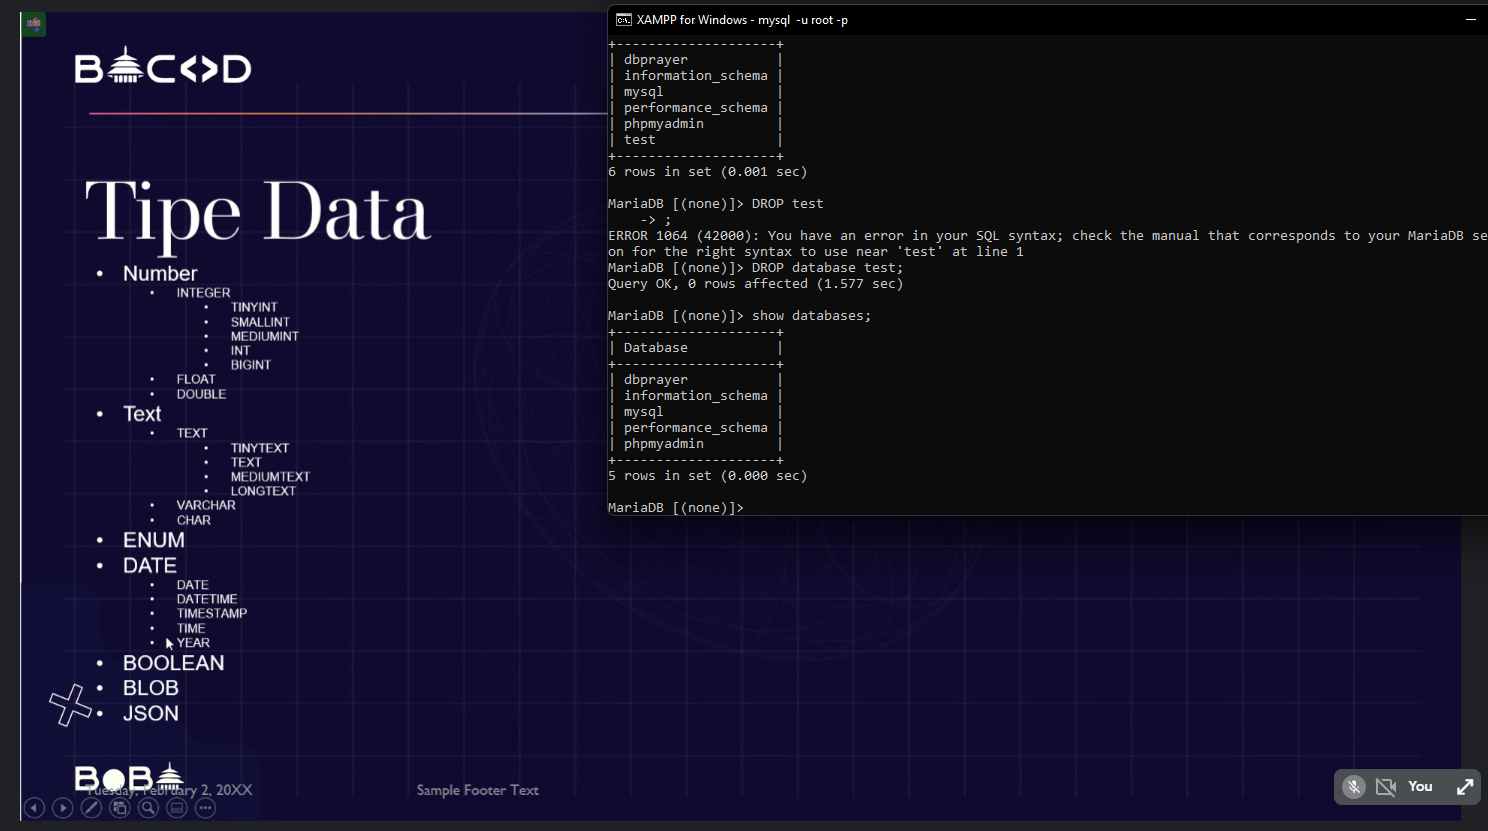 BC<>D
Tipe Data
• Number
• INTEGER
• TINYINT
• SMALLINT
• MEDIUMINT
• INT
• BIGINT
• FLOAT
• DOUBLE
• Text
• TEXT
• TINYTEXT
• TEXT
• MEDIUMTEXT
• LONGTEXT
• VARCHAR
• CHAR
• ENUM
• DATE
• DATE
• DATETIME
• TIMESTAMP
• TIME
• YEAR
• BOOLEAN
• BLOB
• JSON
BOB
Tuesday, February 2, 20XX
Sample Footer Text
XAMPP for Windows - mysql -u root -p
+--------------------+
| dbprayer           |
| information_schema |
| mysql              |
| performance_schema |
| phpmyadmin         |
| test               |
+--------------------+
6 rows in set (0.001 sec)
MariaDB [(none)]> DROP test
    -> ;
ERROR 1064 (42000): You have an error in your SQL syntax; check the manual that corresponds to your MariaDB se
on for the right syntax to use near 'test' at line 1
MariaDB [(none)]> DROP database test;
Query OK, 0 rows affected (1.577 sec)
MariaDB [(none)]> show databases;
+--------------------+
| Database           |
+--------------------+
| dbprayer           |
| information_schema |
| mysql              |
| performance_schema |
| phpmyadmin         |
+--------------------+
5 rows in set (0.000 sec)
MariaDB [(none)]>
You